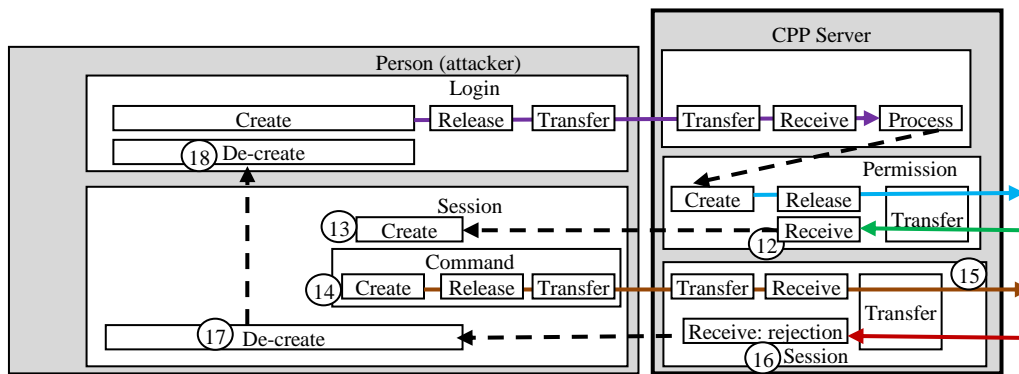 CPP Server
Person (attacker)
Login
Create Release Transfer Transfer Receive Process
18 De-create
Permission
Create Release
Transfer
Session
13 Create Receive
12
Command
15
14 Create Release Transfer Transfer Receive
Transfer
17 De-create Receive: rejection
16 Session